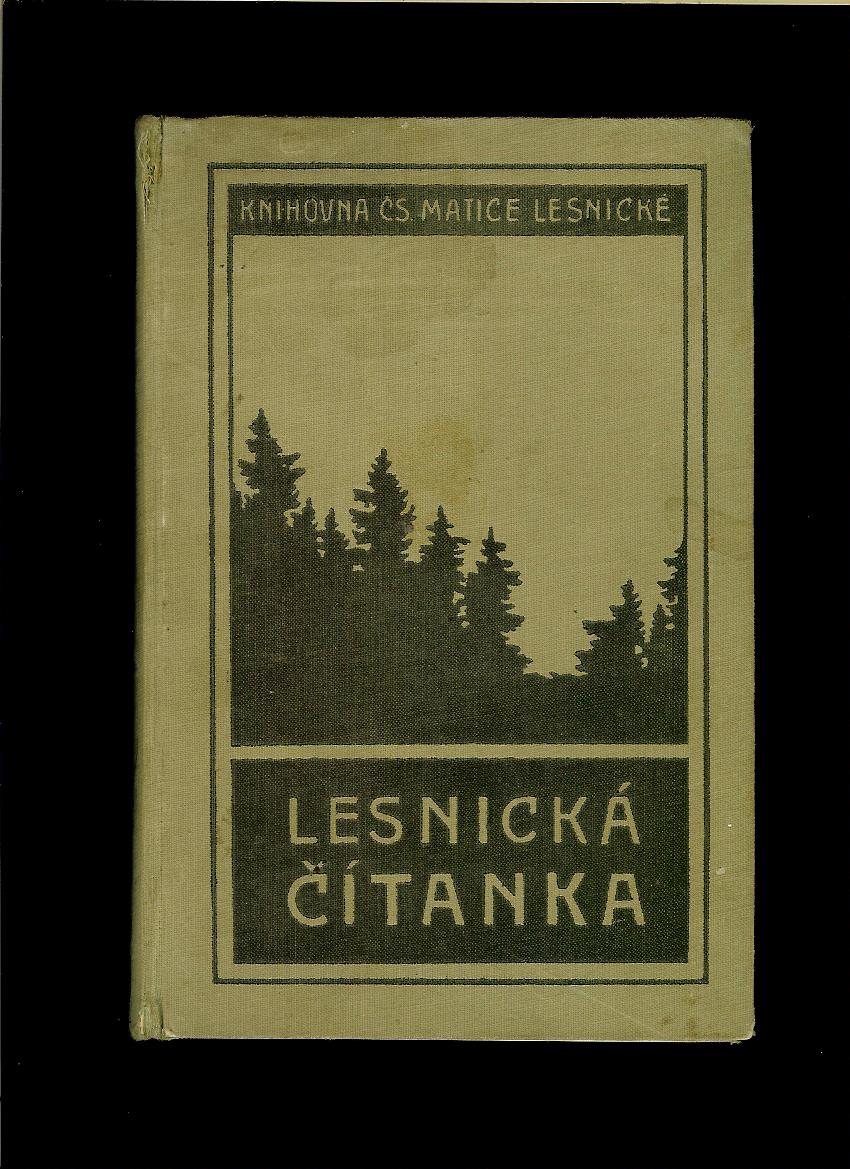 KNIHOVNA ČS. MATICE LESNICKÉ
LESNICKÁ
ČÍTANKA